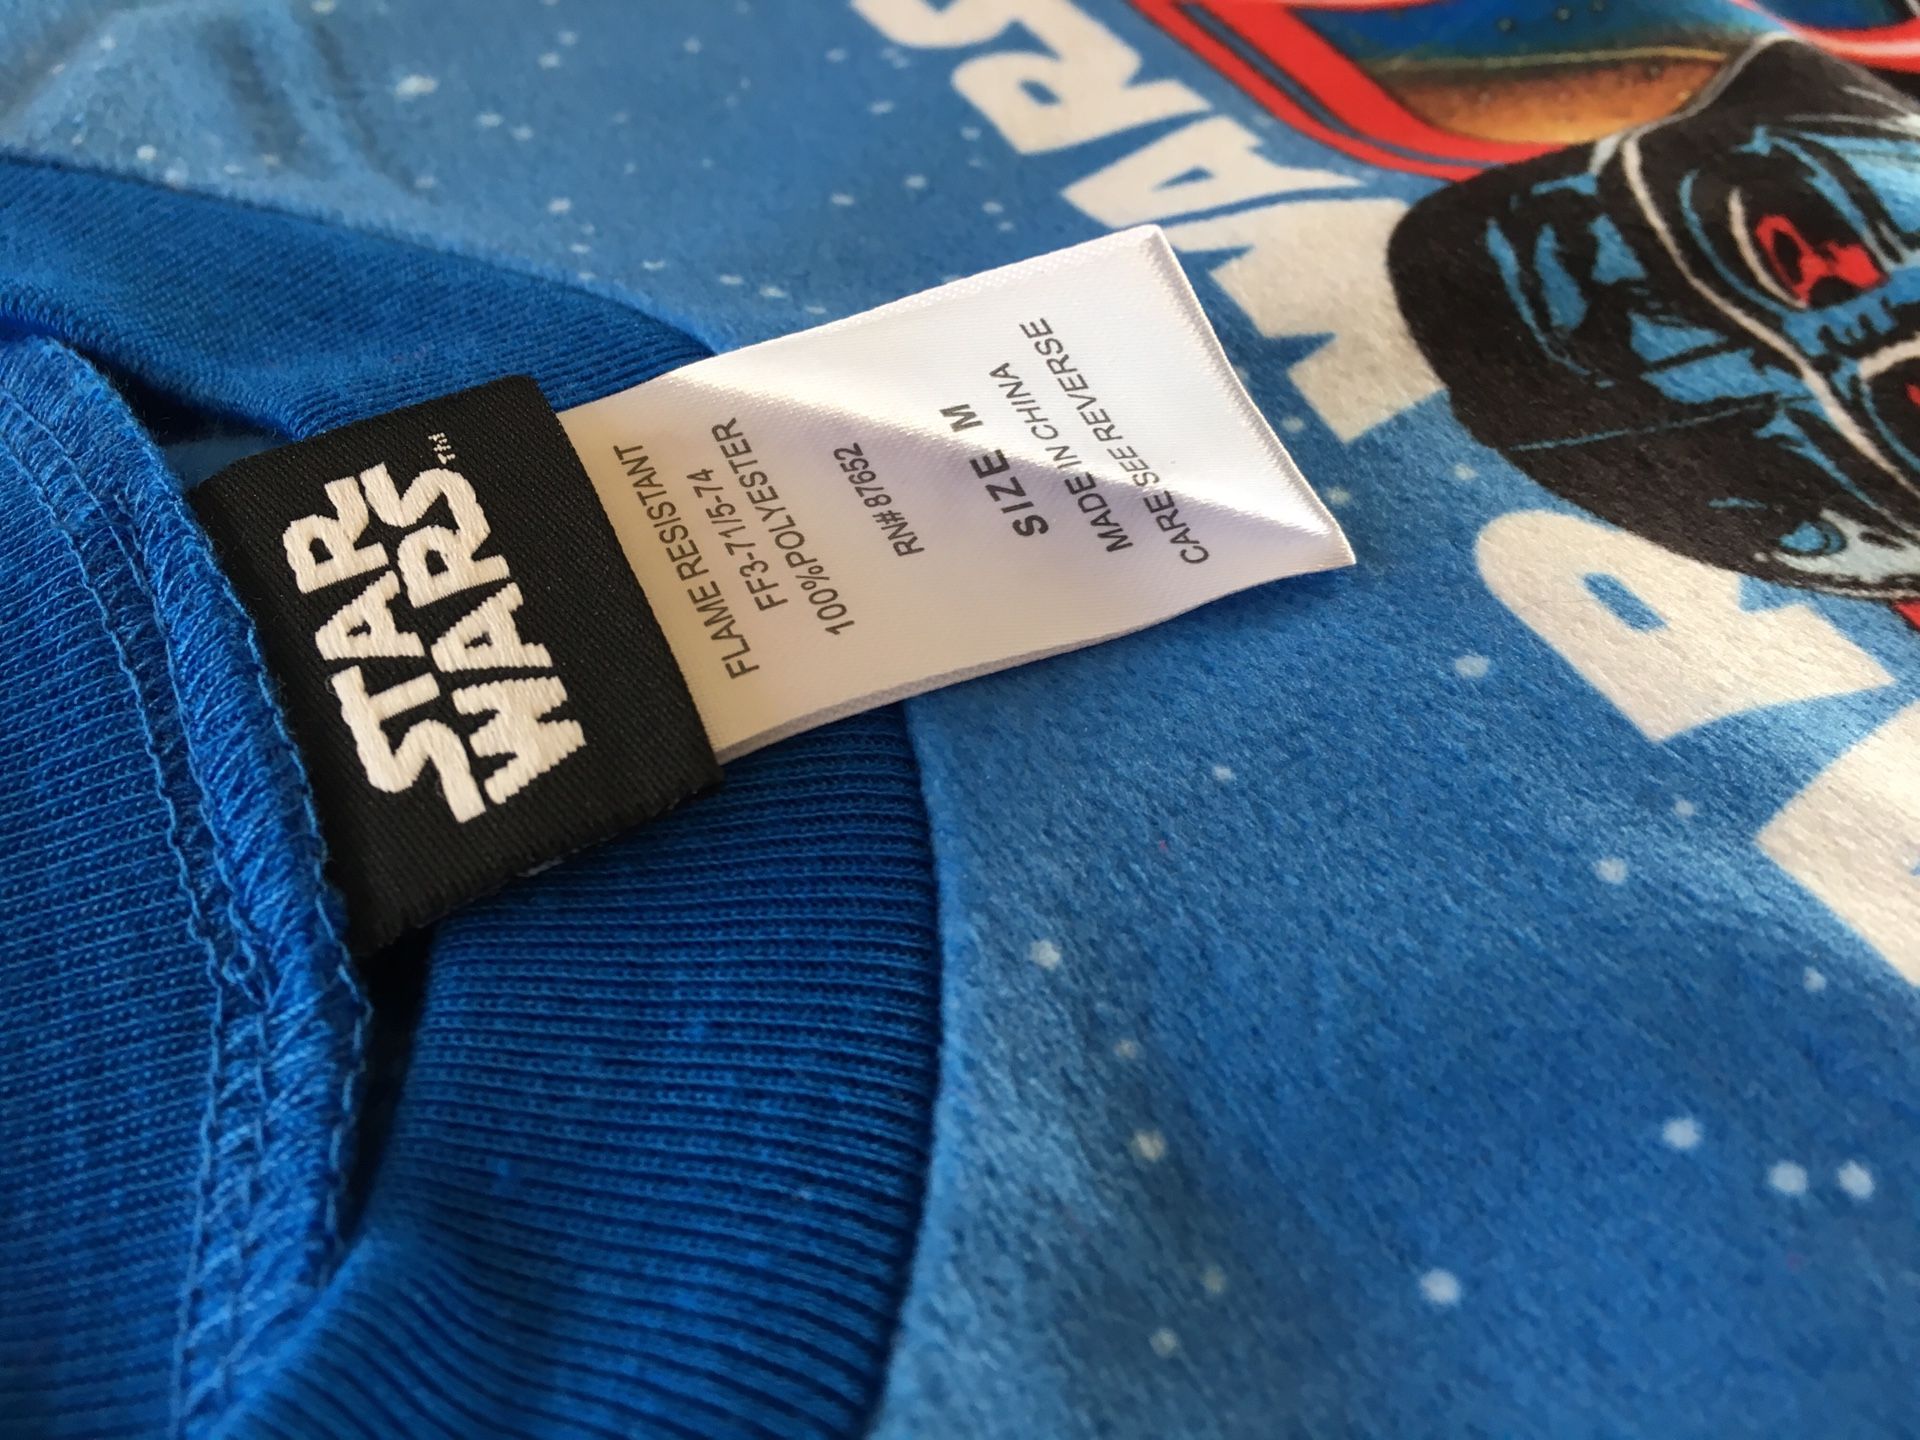 STAR
WARS™
FLAME RESISTANT
FF3-71/5-74
100%POLYESTER
RN# 87652
SIZE M
MADE IN CHINA
CARE SEE REVERSE
WARS